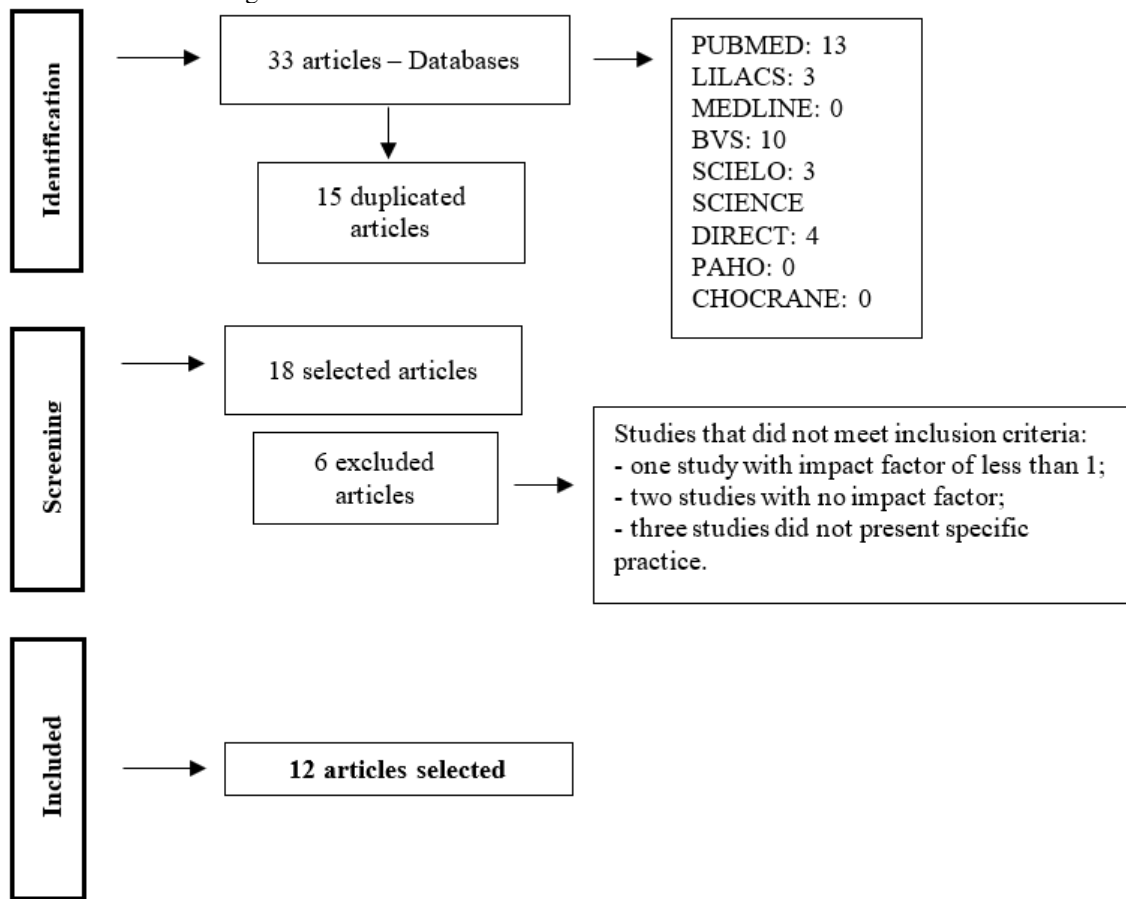 Identification
33 articles – Databases
15 duplicated
articles
PUBMED: 13
LILACS: 3
MEDLINE: 0
BVS: 10
SCIELO: 3
SCIENCE
DIRECT: 4
PAHO: 0
CHOCRANE: 0
Screening
18 selected articles
6 excluded
articles
Studies that did not meet inclusion criteria:
- one study with impact factor of less than 1;
- two studies with no impact factor;
- three studies did not present specific
practice.
Included
12 articles selected